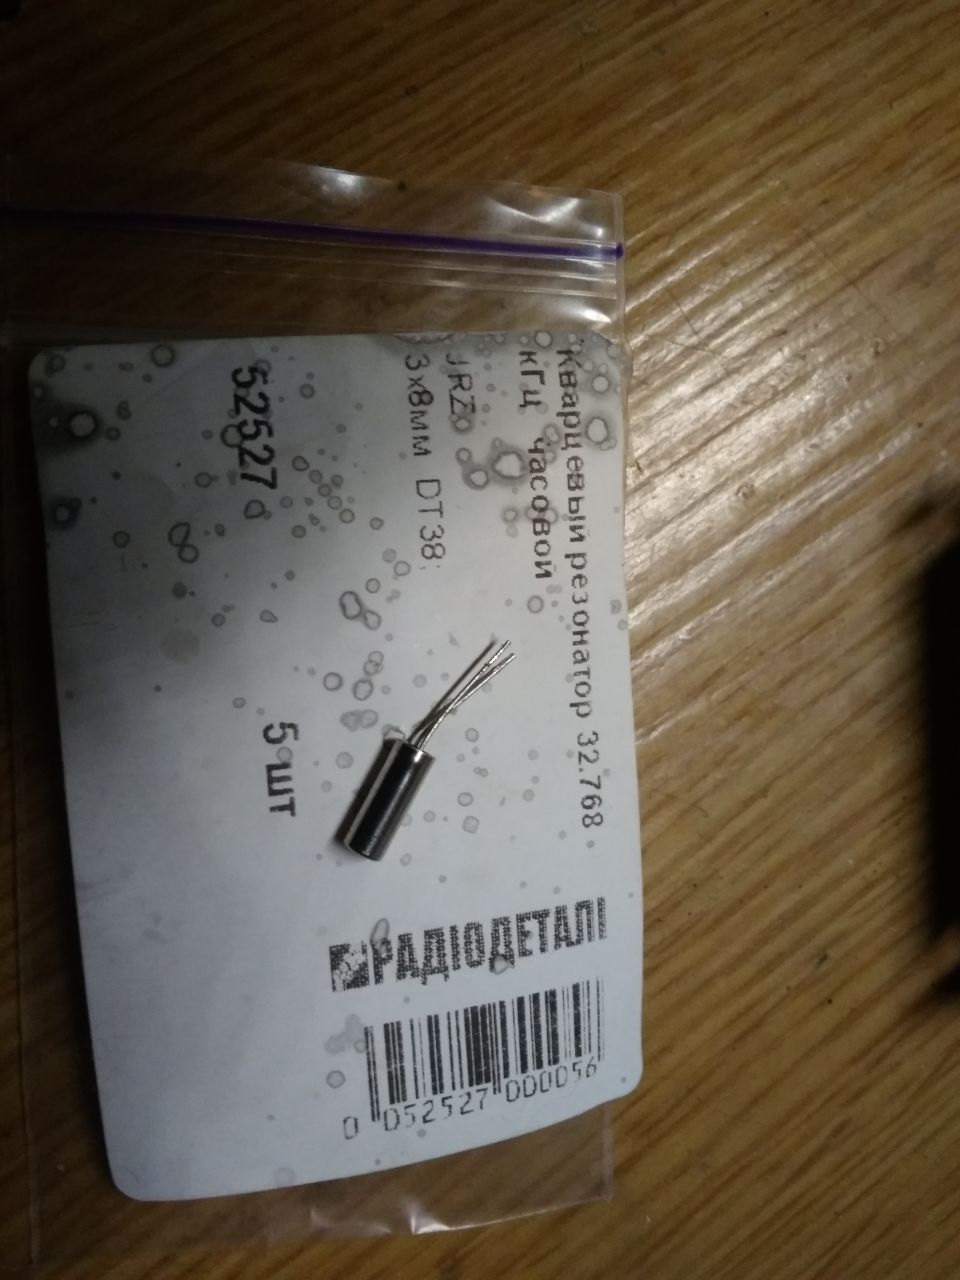 Кварцевый резонатор 32.768
кГц часовой
JRZ
3х8мм DT38
52527
5 шт
РАДІОДЕТАЛІ
0 052527 000056